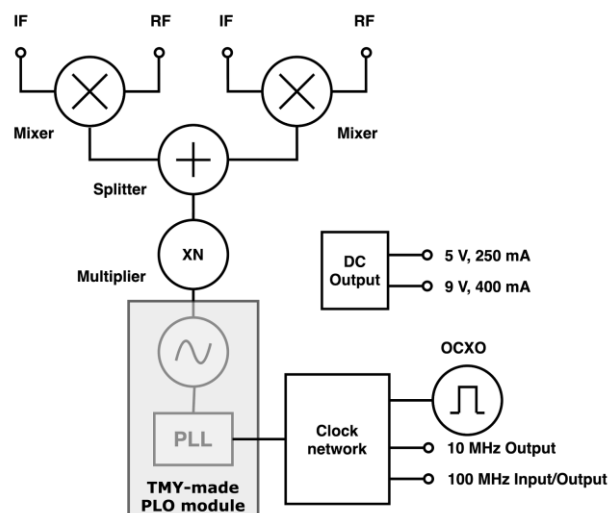 IF
RF
IF
RF
Mixer
Mixer
Splitter
XN
Multiplier
DC
Output
5 V, 250 mA
9 V, 400 mA
OCXO
PLL
Clock
network
10 MHz Output
100 MHz Input/Output
TMY-made
PLO module